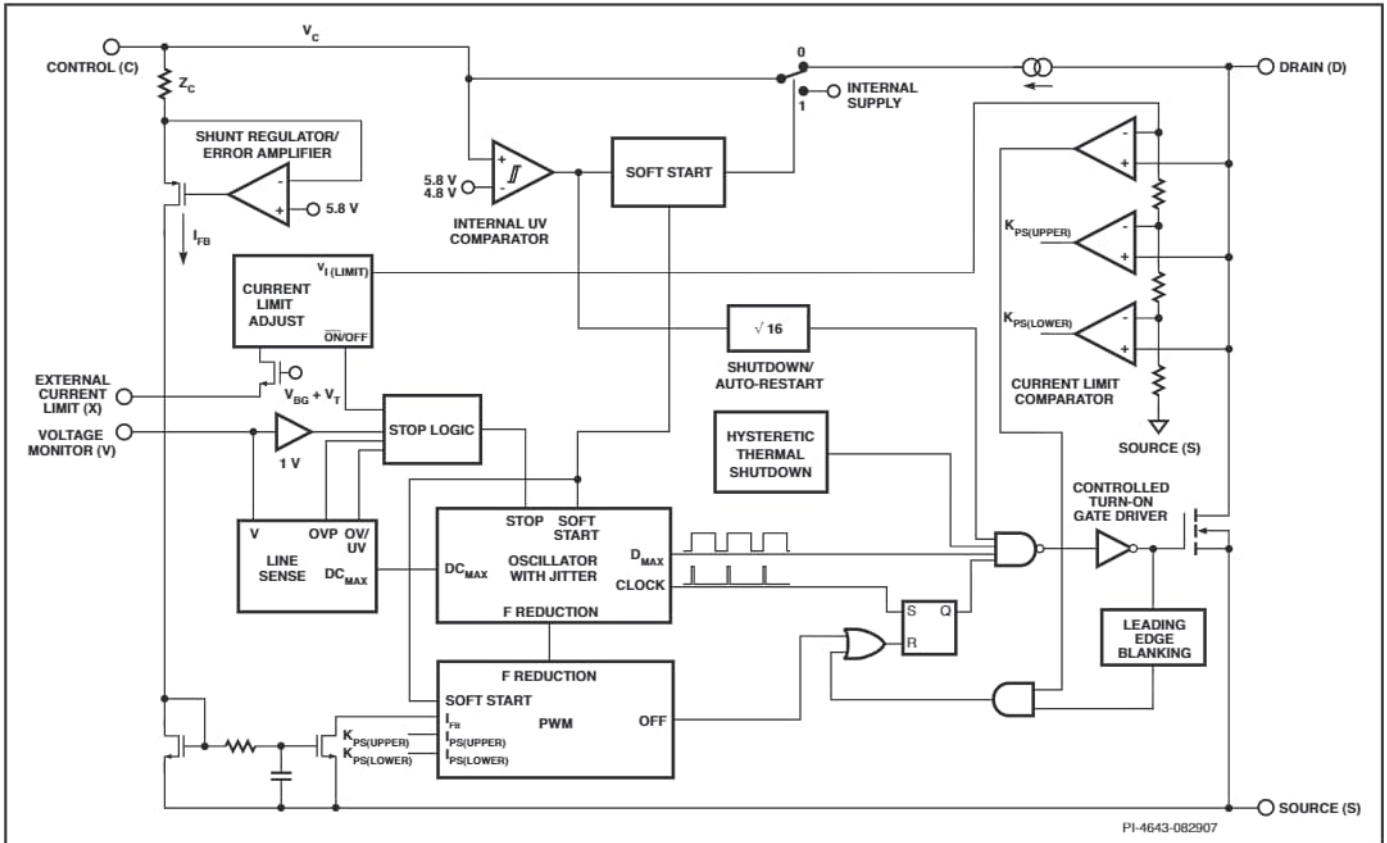 V_C
CONTROL (C)
Z_C
0
1
INTERNAL
SUPPLY
DRAIN (D)
SHUNT REGULATOR/
ERROR AMPLIFIER
-
+
5.8 V
I_FB
+
-
5.8 V
4.8 V
INTERNAL UV
COMPARATOR
SOFT START
-
+
K_PS(UPPER)
-
+
K_PS(LOWER)
-
+
CURRENT LIMIT
COMPARATOR
SOURCE (S)
V_I (LIMIT)
CURRENT
LIMIT
ADJUST
ON/OFF
V_BG + V_T
√ 16
SHUTDOWN/
AUTO-RESTART
EXTERNAL
CURRENT
LIMIT (X)
VOLTAGE
MONITOR (V)
1 V
STOP LOGIC
HYSTERETIC
THERMAL
SHUTDOWN
CONTROLLED
TURN-ON
GATE DRIVER
V
OVP
OV/
UV
LINE
SENSE
DC_MAX
STOP
SOFT
START
DC_MAX
OSCILLATOR
WITH JITTER
D_MAX
CLOCK
F REDUCTION
S
Q
R
LEADING
EDGE
BLANKING
F REDUCTION
SOFT START
I_FB
PWM
OFF
K_PS(UPPER)
I_PS(UPPER)
K_PS(LOWER)
I_PS(LOWER)
SOURCE (S)
PI-4643-082907